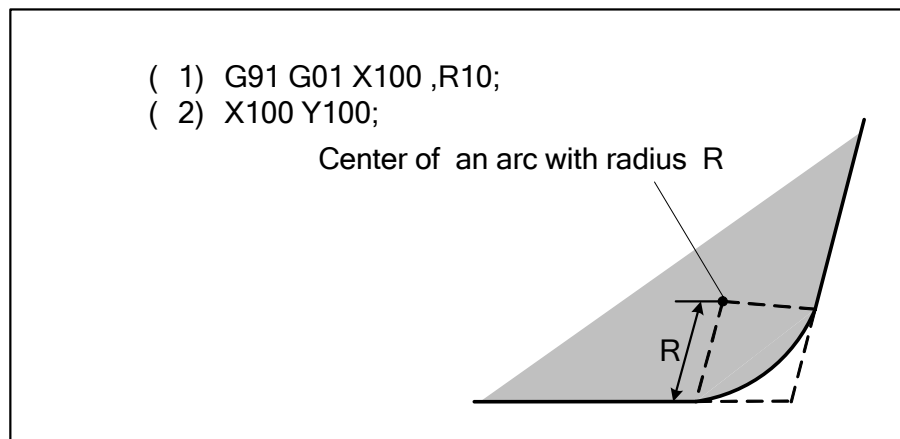 ( 1) G91 G01 X100 ,R10;
( 2) X100 Y100;
Center of an arc with radius R
R